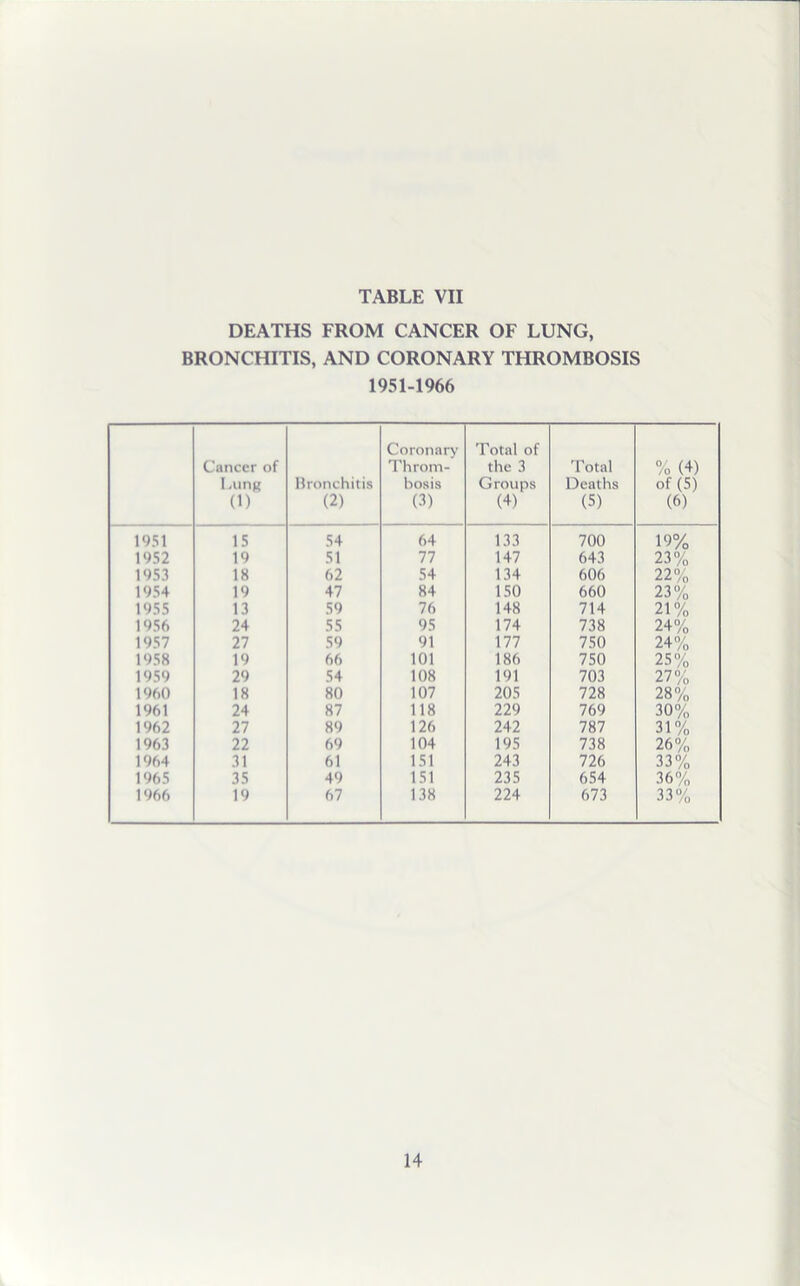 TABLE VII
DEATHS FROM CANCER OF LUNG,
BRONCHITIS, AND CORONARY THROMBOSIS
1951-1966
Cancer of Lung (1) Bronchitis (2) Coronary Throm-bosis (3) Total of the 3 Groups (4) Total Deaths (5) % (4) of (5) (6)
1951 15 54 64 133 700 19%
1952 19 51 77 147 643 23%
1953 18 62 54 134 606 22%
1954 19 47 84 150 660 23%
1955 13 59 76 148 714 21%
1956 24 55 95 174 738 24%
1957 27 59 91 177 750 24%
1958 19 66 101 186 750 25%
1959 29 54 108 191 703 27%
1960 18 80 107 205 728 28%
1961 24 87 118 229 769 30%
1962 27 89 126 242 787 31%
1963 22 69 104 195 738 26%
1964 31 61 151 243 726 33%
1965 35 49 151 235 654 36%
1966 19 67 138 224 673 33%
14